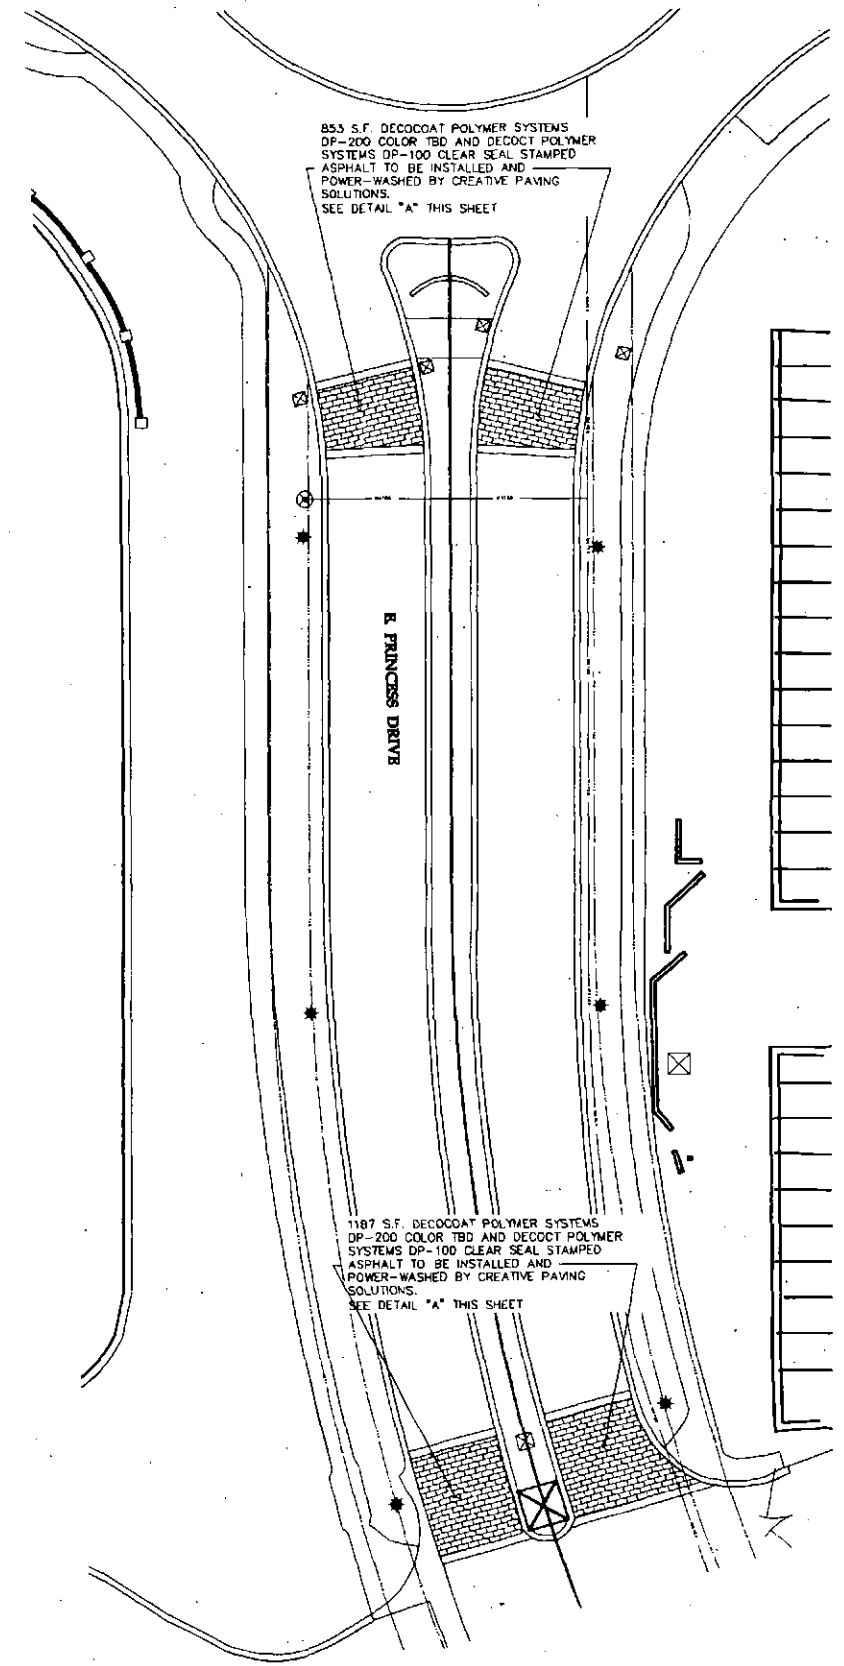 853 S.F. DECOCOAT POLYMER SYSTEMS
DP-200 COLOR TBD AND DECOCT POLYMER
SYSTEMS DP-100 CLEAR SEAL STAMPED
ASPHALT TO BE INSTALLED AND
POWER-WASHED BY CREATIVE PAVING
SOLUTIONS.
SEE DETAIL "A" THIS SHEET
E. PRINCESS DRIVE
1187 S.F. DECOCOAT POLYMER SYSTEMS
DP-200 COLOR TBD AND DECOCT POLYMER
SYSTEMS DP-100 CLEAR SEAL STAMPED
ASPHALT TO BE INSTALLED AND
POWER-WASHED BY CREATIVE PAVING
SOLUTIONS.
SEE DETAIL "A" THIS SHEET